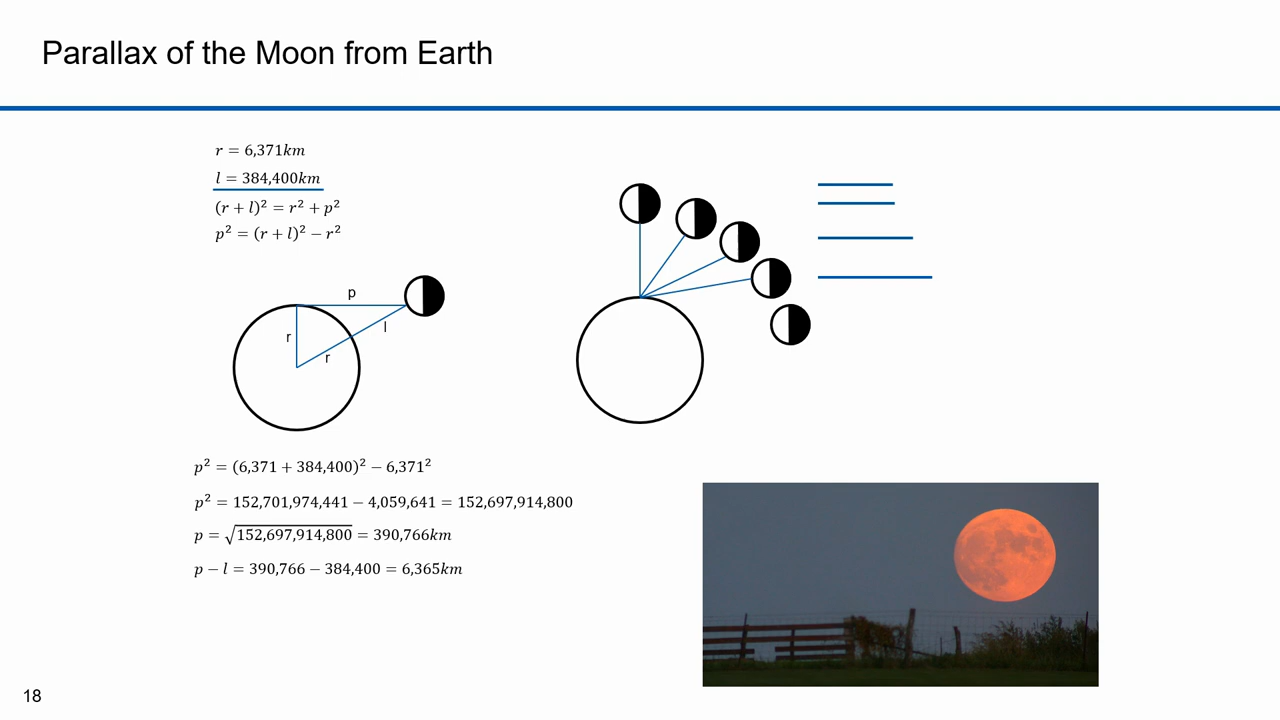 Parallax of the Moon from Earth
r = 6,371km
l = 384,400km
(r + l)² = r² + p²
p² = (r + l)² − r²
p
r
l
r
p² = (6,371 + 384,400)² − 6,371²
p² = 152,701,974,441 − 4,059,641 = 152,697,914,800
p = √152,697,914,800 = 390,766km
p − l = 390,766 − 384,400 = 6,365km
18